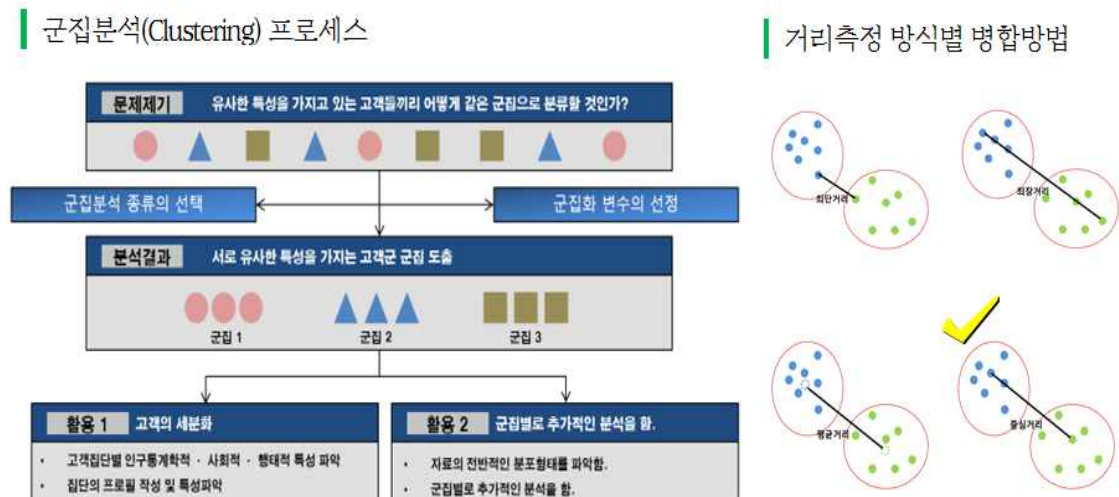 군집분석(Clustering) 프로세스
문제제기 유사한 특성을 가지고 있는 고객들끼리 어떻게 같은 군집으로 분류할 것인가?
군집분석 종류의 선택
군집화 변수의 선정
분석결과 서로 유사한 특성을 가지는 고객군 군집 도출
군집 1
군집 2
군집 3
활용 1 고객의 세분화
· 고객집단별 인구통계학적 · 사회적 · 행태적 특성 파악
· 집단의 프로필 작성 및 특성파악
활용 2 군집별로 추가적인 분석을 함.
· 자료의 전반적인 분포형태를 파악함.
· 군집별로 추가적인 분석을 함.
거리측정 방식별 병합방법
최단거리
최장거리
평균거리
중심거리